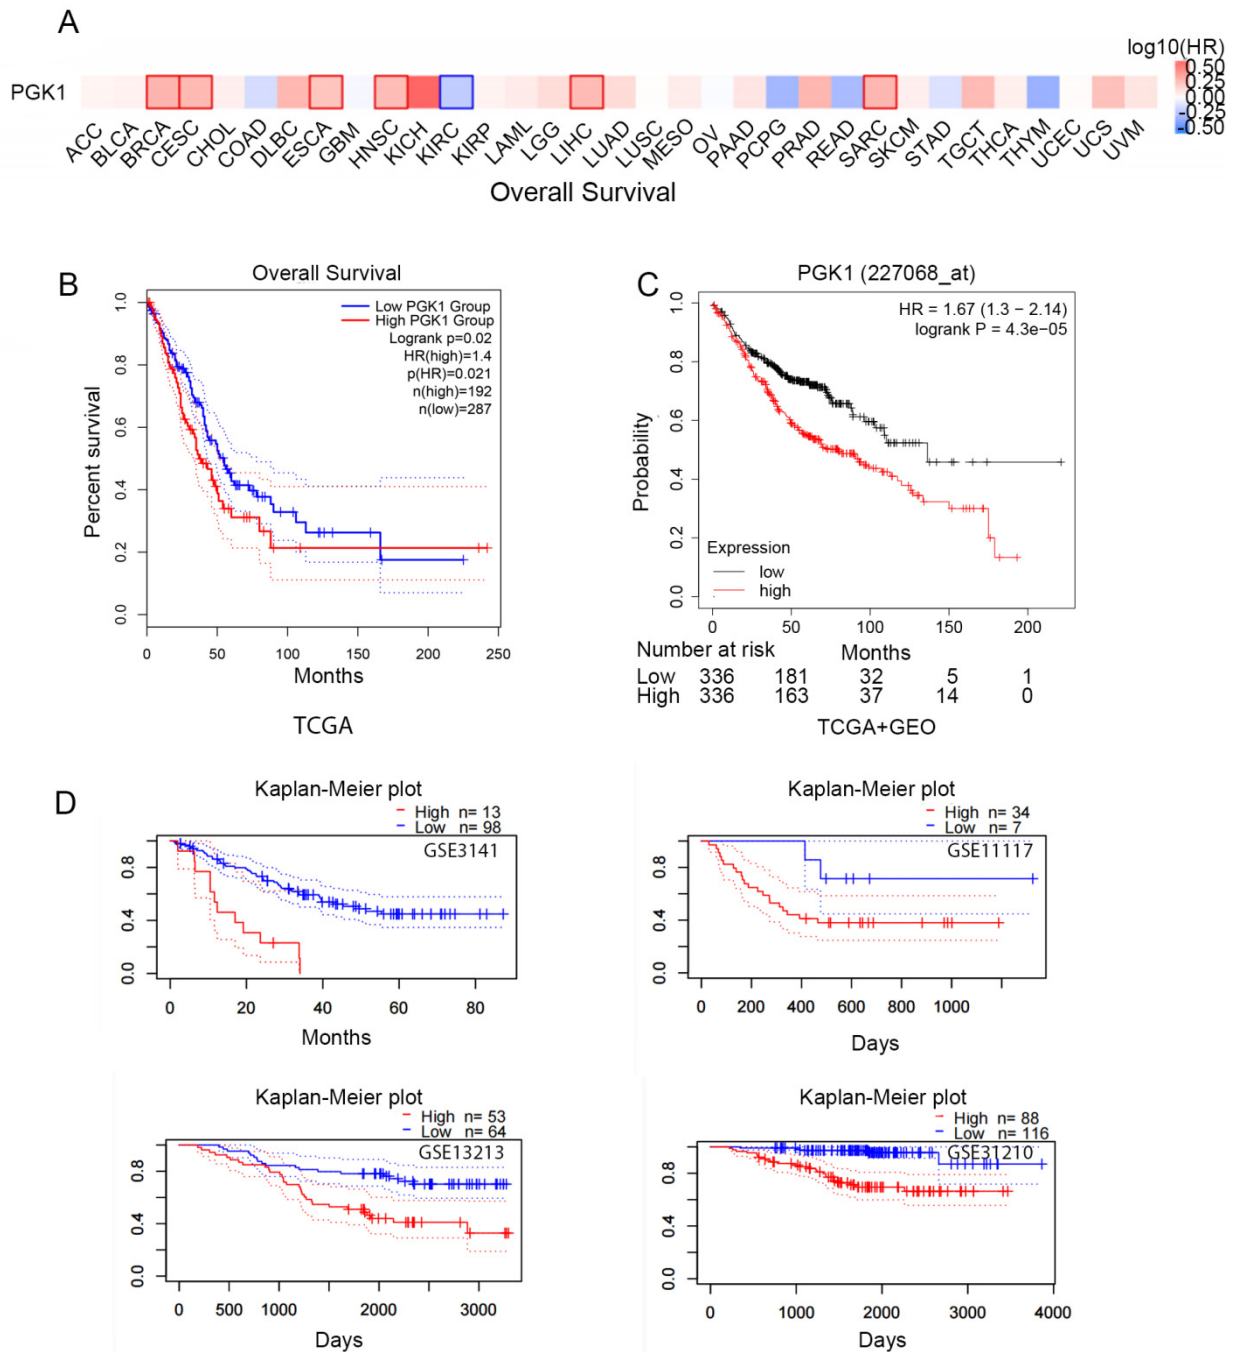 A
log10(HR)
0.50
0.25
0.00
-0.25
-0.50
PGK1
ACC BLCA BRCA CESC CHOL COAD DLBC ESCA GBM HNSC KICH KIRC KIRP LAML LGG LIHC LUAD LUSC MESO OV PAAD PCPG PRAD READ SARC SKCM STAD TGCT THCA THYM UCEC UCS UVM
Overall Survival
B
Overall Survival
Low PGK1 Group
High PGK1 Group
Logrank p=0.02
HR(high)=1.4
p(HR)=0.021
n(high)=192
n(low)=287
Percent survival
1.0
0.8
0.6
0.4
0.2
0.0
0 50 100 150 200 250
Months
TCGA
C
PGK1 (227068_at)
HR = 1.67 (1.3 − 2.14)
logrank P = 4.3e−05
Probability
1.0
0.8
0.6
0.4
0.2
0.0
Expression
low
high
0 50 100 150 200
Number at risk Months
Low 336 181 32 5 1
High 336 163 37 14 0
TCGA+GEO
D
Kaplan-Meier plot
High n= 13
Low n= 98
GSE3141
0.8
0.4
0.0
0 20 40 60 80
Months
Kaplan-Meier plot
High n= 34
Low n= 7
GSE11117
0.8
0.4
0.0
0 200 400 600 800 1000
Days
Kaplan-Meier plot
High n= 53
Low n= 64
GSE13213
0.8
0.4
0.0
0 500 1000 2000 3000
Days
Kaplan-Meier plot
High n= 88
Low n= 116
GSE31210
0.8
0.4
0.0
0 1000 2000 3000 4000
Days